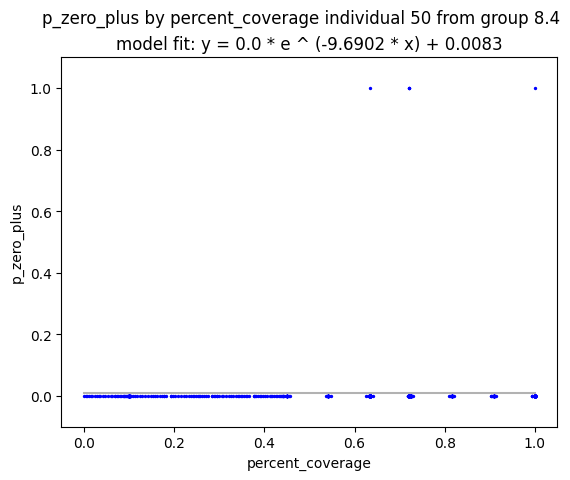 p_zero_plus by percent_coverage individual 50 from group 8.4
model fit: y = 0.0 * e ^ (-9.6902 * x) + 0.0083
1.0
0.8
0.6
0.4
0.2
0.0
p_zero_plus
0.0 0.2 0.4 0.6 0.8 1.0
percent_coverage